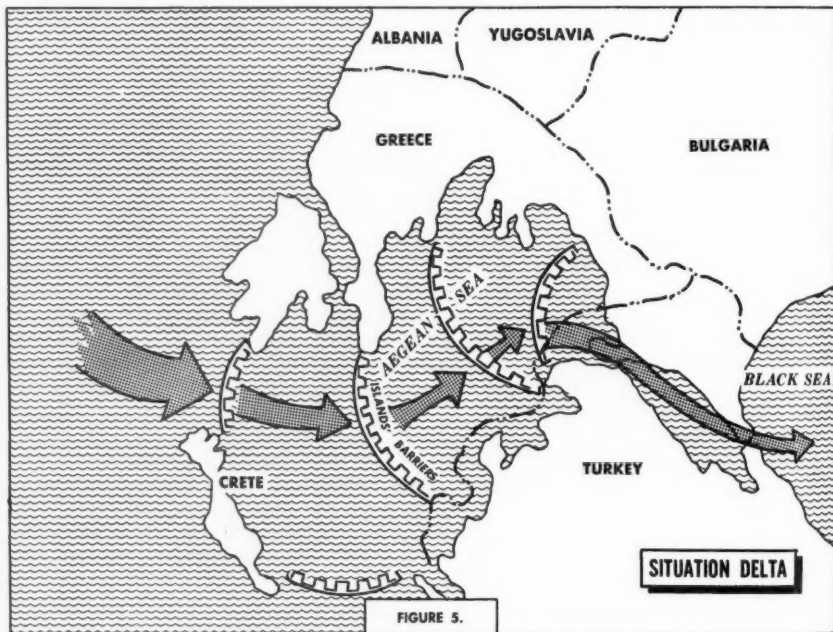 ALBANIA
YUGOSLAVIA
GREECE
BULGARIA
AEGEAN SEA
ISLANDS BARRIERS
BLACK SEA
CRETE
TURKEY
SITUATION DELTA
FIGURE 5.